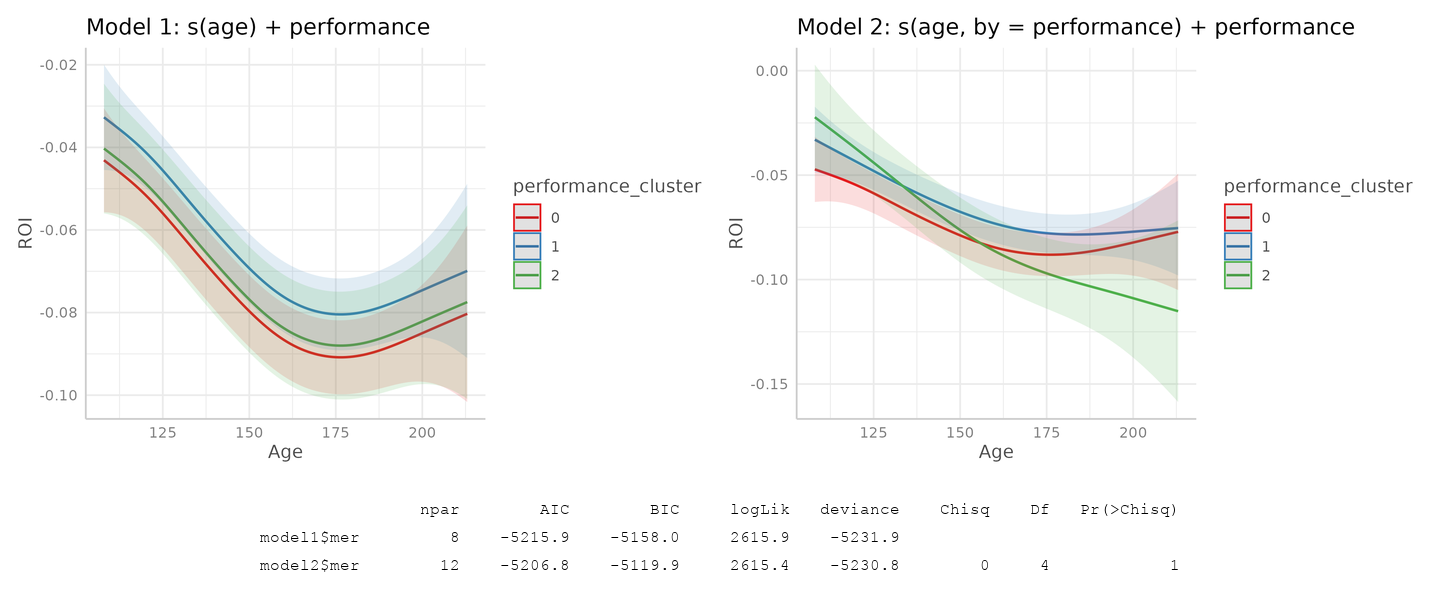 Model 1: s(age) + performance
-0.02
-0.04
-0.06
-0.08
-0.10
ROI
125 150 175 200
Age
performance_cluster
0
1
2
Model 2: s(age, by = performance) + performance
0.00
-0.05
-0.10
-0.15
ROI
125 150 175 200
Age
performance_cluster
0
1
2
npar AIC BIC logLik deviance Chisq Df Pr(>Chisq)
model1$mer 8 -5215.9 -5158.0 2615.9 -5231.9
model2$mer 12 -5206.8 -5119.9 2615.4 -5230.8 0 4 1